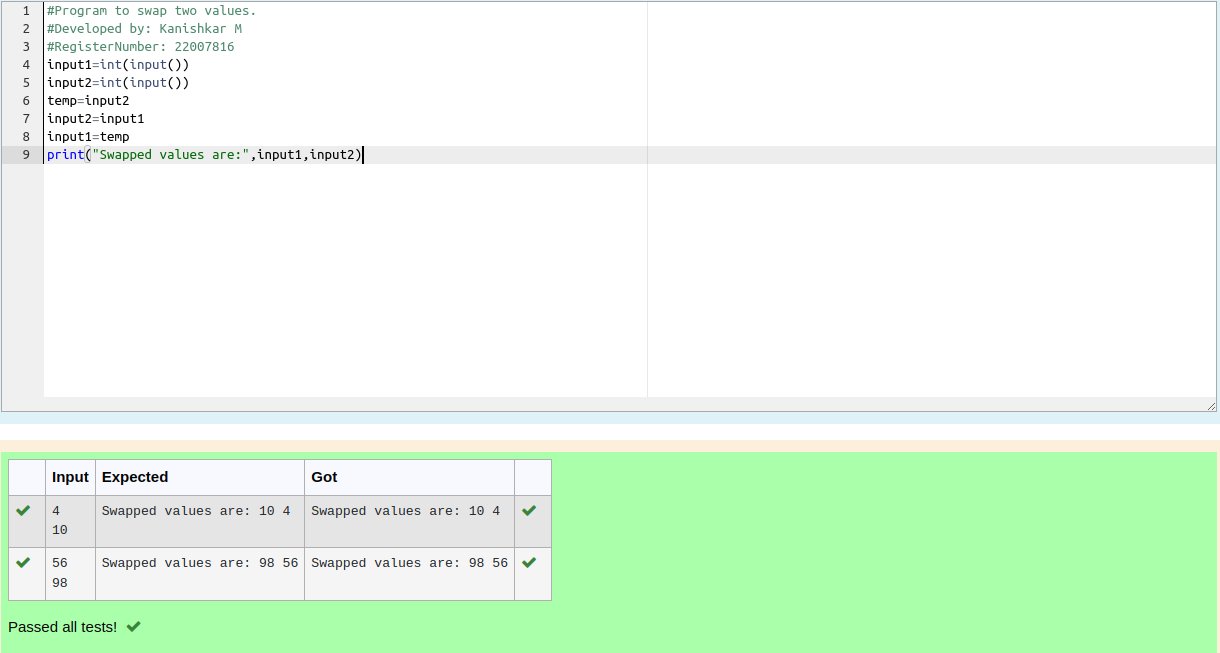 1 #Program to swap two values.
2 #Developed by: Kanishkar M
3 #RegisterNumber: 22007816
4 input1=int(input())
5 input2=int(input())
6 temp=input2
7 input2=input1
8 input1=temp
9 print("Swapped values are:",input1,input2)
Input Expected Got
4 Swapped values are: 10 4 Swapped values are: 10 4
10
56 Swapped values are: 98 56 Swapped values are: 98 56
98
Passed all tests!